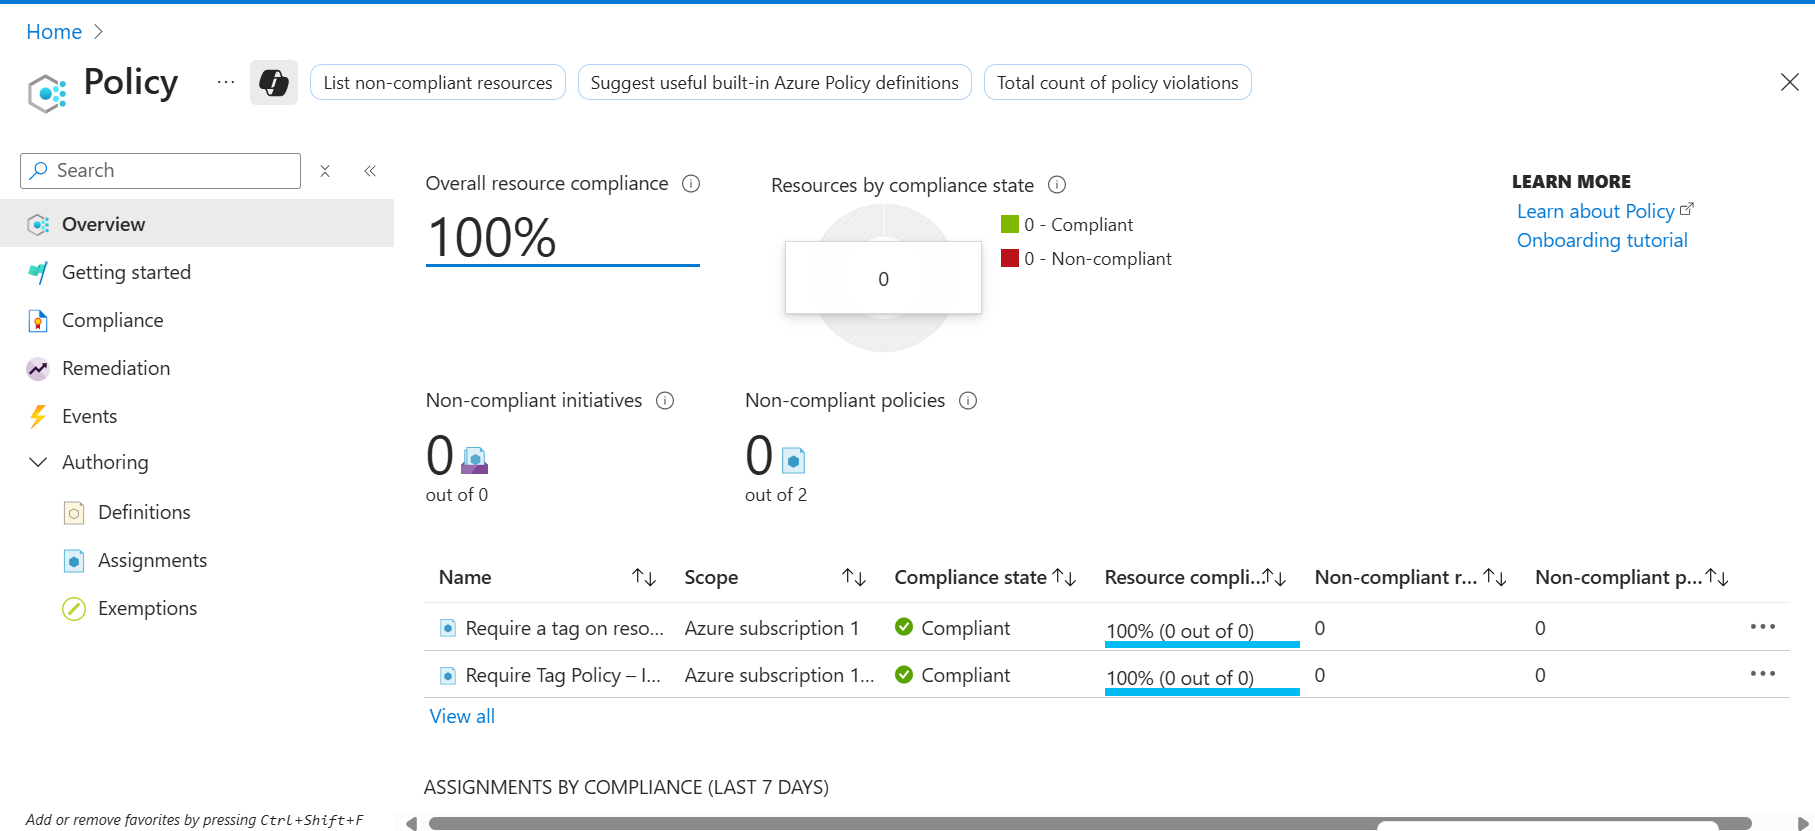 Home
Policy
List non-compliant resources
Suggest useful built-in Azure Policy definitions
Total count of policy violations
Search
Overview
Getting started
Compliance
Remediation
Events
Authoring
Definitions
Assignments
Exemptions
Add or remove favorites by pressing Ctrl+Shift+F
Overall resource compliance
100%
Resources by compliance state
0
0 - Compliant
0 - Non-compliant
LEARN MORE
Learn about Policy
Onboarding tutorial
Non-compliant initiatives
0
out of 0
Non-compliant policies
0
out of 2
Name Scope Compliance state Resource compli... Non-compliant r... Non-compliant p...
Require a tag on reso... Azure subscription 1 Compliant 100% (0 out of 0) 0 0
Require Tag Policy – I... Azure subscription 1... Compliant 100% (0 out of 0) 0 0
View all
ASSIGNMENTS BY COMPLIANCE (LAST 7 DAYS)